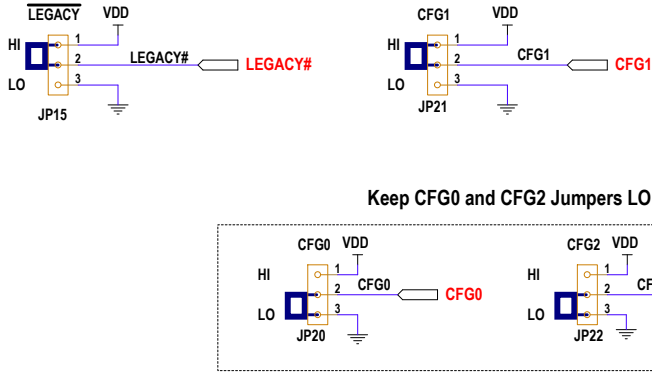 LEGACY VDD
HI 1
2 LEGACY# LEGACY#
LO 3
JP15
CFG1 VDD
HI 1
2 CFG1 CFG1
LO 3
JP21
Keep CFG0 and CFG2 Jumpers LO
CFG0 VDD
HI 1
2 CFG0 CFG0
LO 3
JP20
CFG2 VDD
HI 1
2 CF
LO 3
JP22